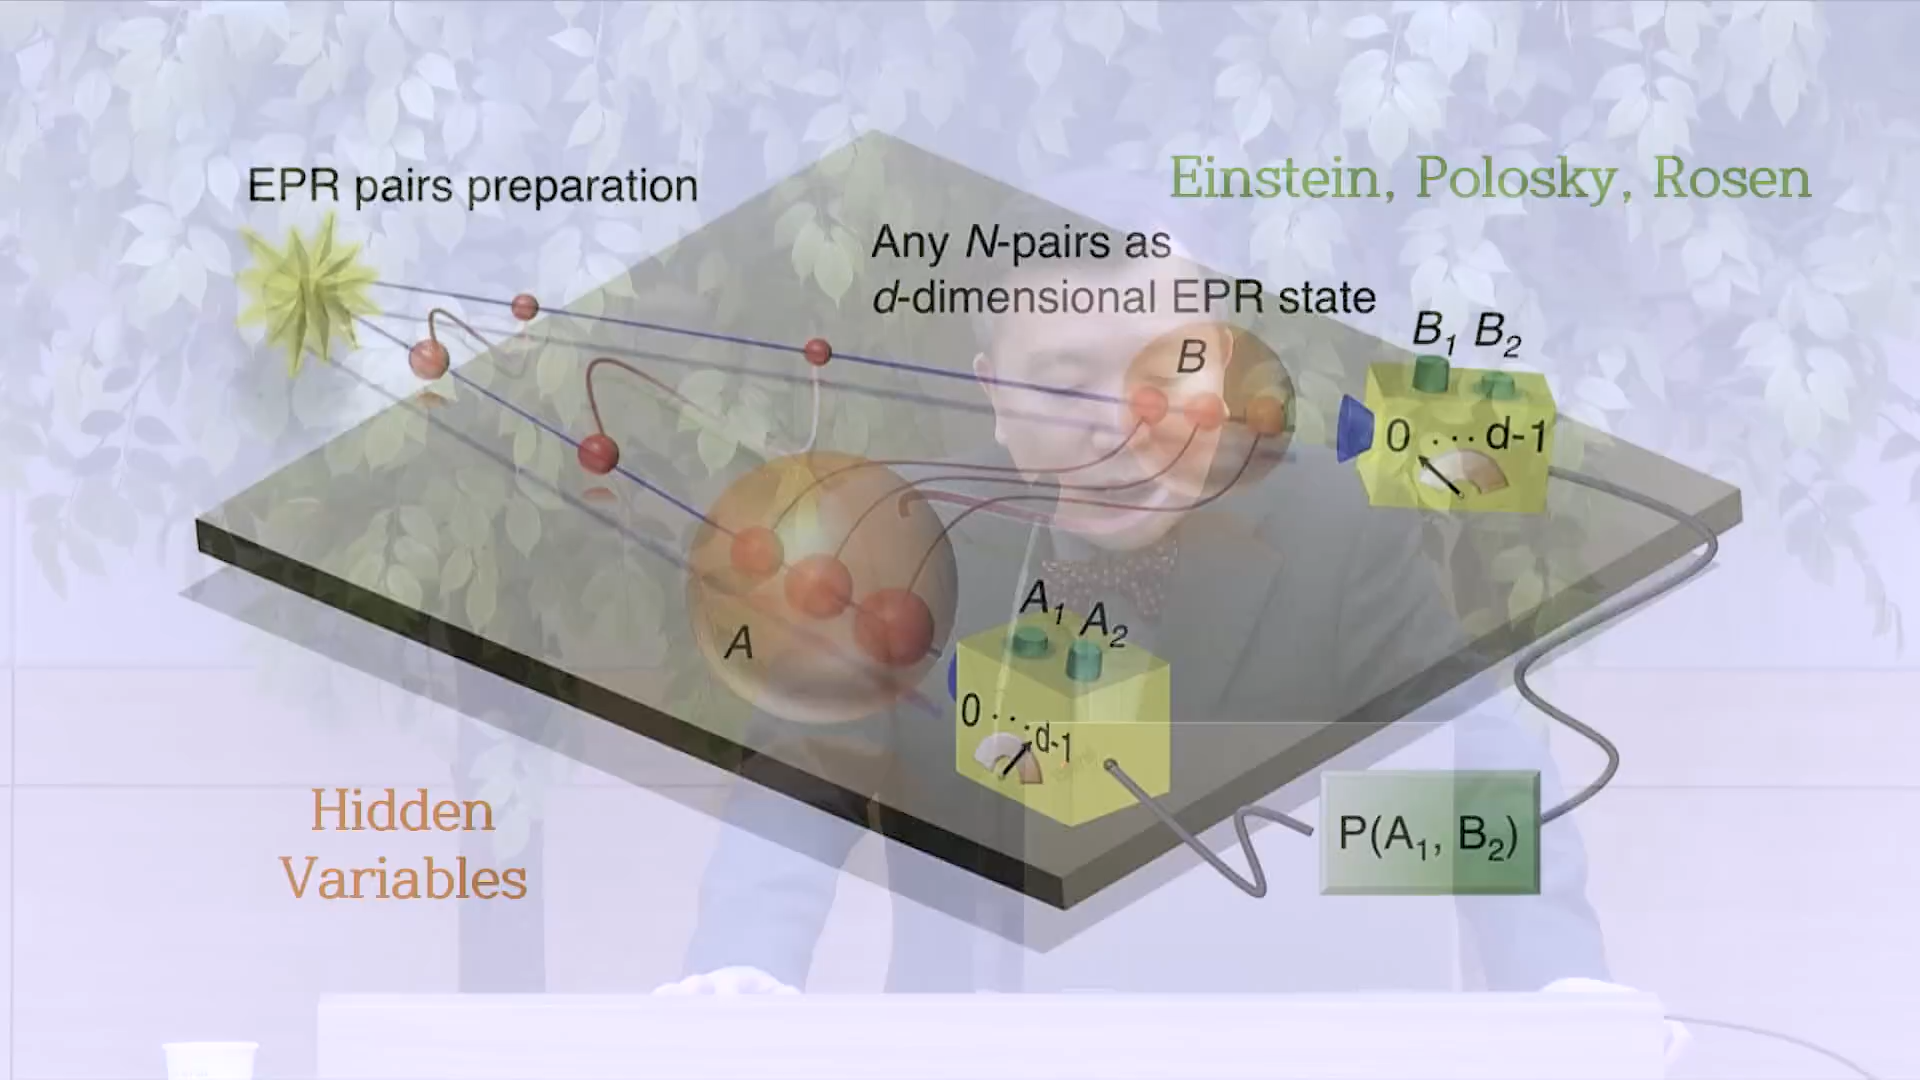 EPR pairs preparation
Einstein, Polosky, Rosen
Any N-pairs as
d-dimensional EPR state
B₁ B₂
B
0 ··· d-1
A₁ A₂
A
0 ··· d-1
Hidden
Variables
P(A₁, B₂)